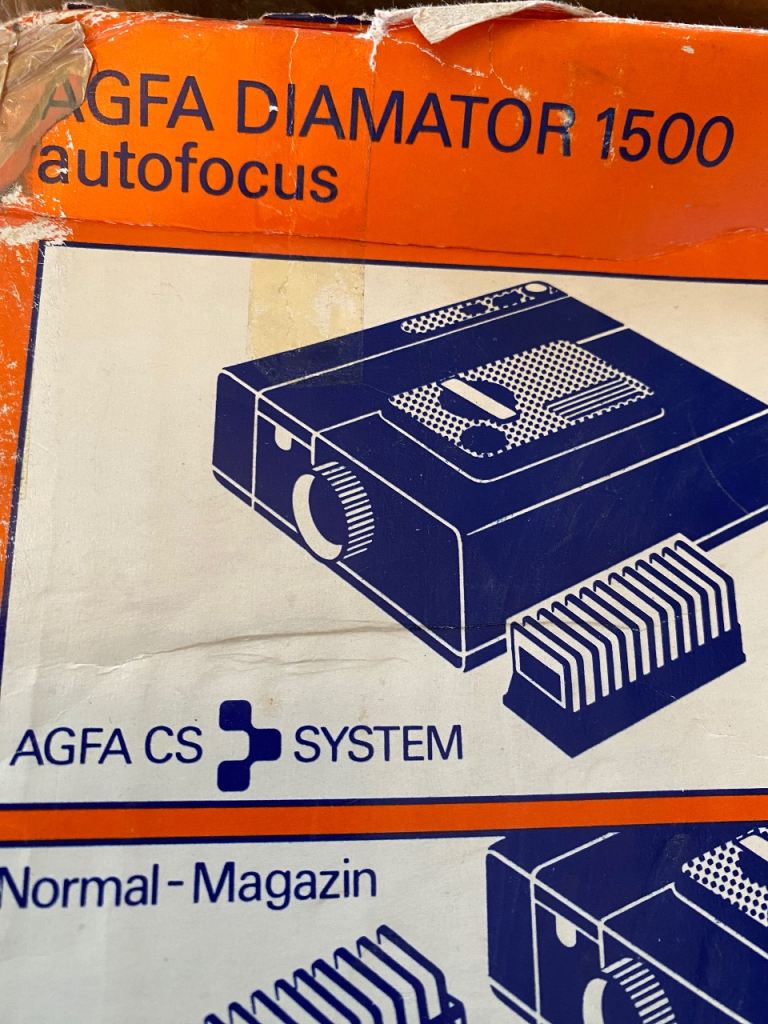 AGFA DIAMATOR 1500
autofocus
AGFA CS SYSTEM
Normal-Magazin